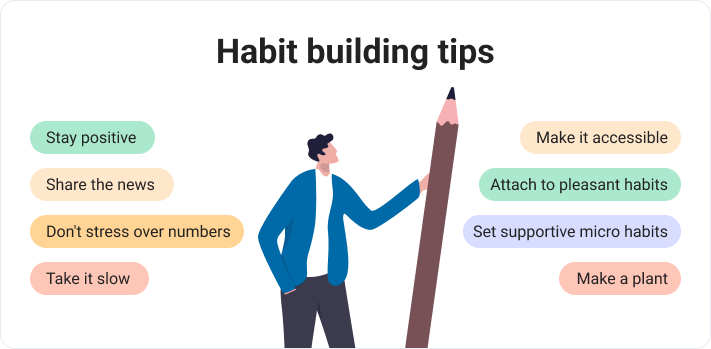 Habit building tips
Stay positive
Share the news
Don't stress over numbers
Take it slow
Make it accessible
Attach to pleasant habits
Set supportive micro habits
Make a plant